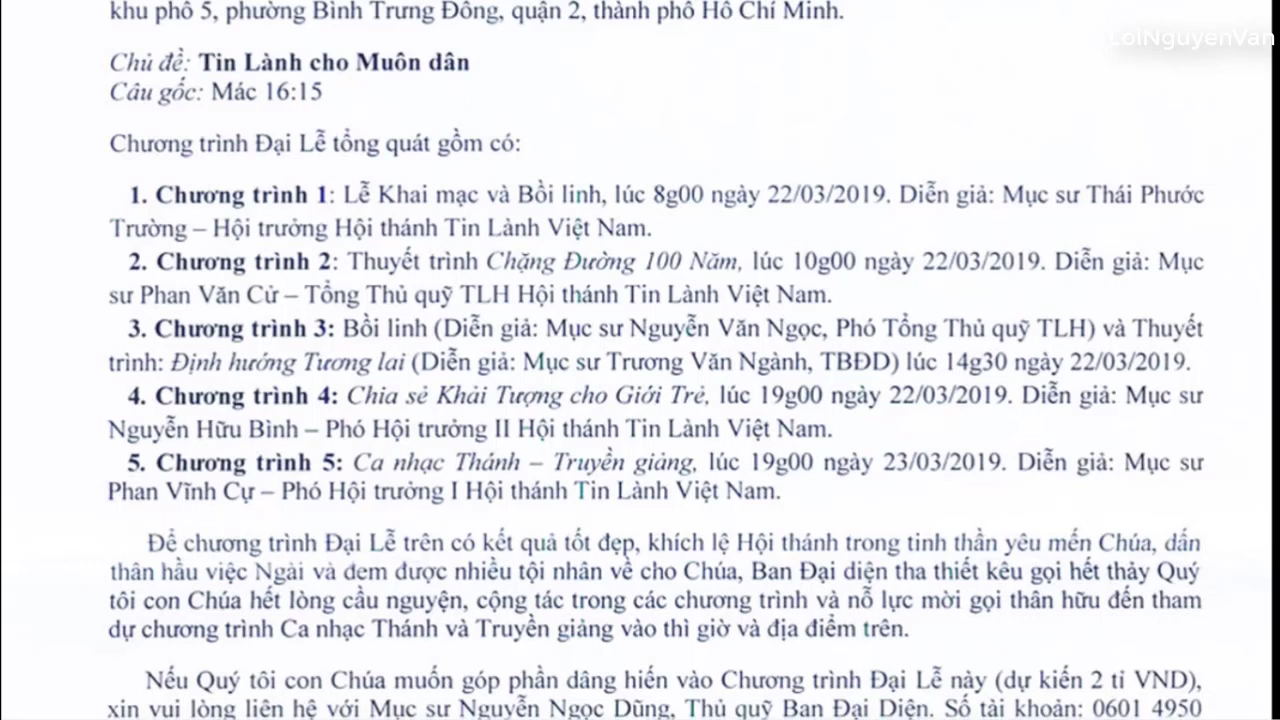 khu phố 5, phường Bình Trưng Đông, quận 2, thành phố Hồ Chí Minh.
LoiNguyenVan
Chủ đề: Tin Lành cho Muôn dân
Câu gốc: Mác 16:15
Chương trình Đại Lễ tổng quát gồm có:
1. Chương trình 1: Lễ Khai mạc và Bồi linh, lúc 8g00 ngày 22/03/2019. Diễn giả: Mục sư Thái Phước
Trường – Hội trưởng Hội thánh Tin Lành Việt Nam.
2. Chương trình 2: Thuyết trình Chặng Đường 100 Năm, lúc 10g00 ngày 22/03/2019. Diễn giả: Mục
sư Phan Văn Cử – Tổng Thủ quỹ TLH Hội thánh Tin Lành Việt Nam.
3. Chương trình 3: Bồi linh (Diễn giả: Mục sư Nguyễn Văn Ngọc, Phó Tổng Thủ quỹ TLH) và Thuyết
trình: Định hướng Tương lai (Diễn giả: Mục sư Trương Văn Ngành, TBĐD) lúc 14g30 ngày 22/03/2019.
4. Chương trình 4: Chia sẻ Khải Tượng cho Giới Trẻ, lúc 19g00 ngày 22/03/2019. Diễn giả: Mục sư
Nguyễn Hữu Bình – Phó Hội trưởng II Hội thánh Tin Lành Việt Nam.
5. Chương trình 5: Ca nhạc Thánh – Truyền giảng, lúc 19g00 ngày 23/03/2019. Diễn giả: Mục sư
Phan Vĩnh Cự – Phó Hội trưởng I Hội thánh Tin Lành Việt Nam.
Để chương trình Đại Lễ trên có kết quả tốt đẹp, khích lệ Hội thánh trong tinh thần yêu mến Chúa, dấn
thân hầu việc Ngài và đem được nhiều tội nhân về cho Chúa, Ban Đại diện tha thiết kêu gọi hết thảy Quý
tôi con Chúa hết lòng cầu nguyện, cộng tác trong các chương trình và nỗ lực mời gọi thân hữu đến tham
dự chương trình Ca nhạc Thánh và Truyền giảng vào thì giờ và địa điểm trên.
Nếu Quý tôi con Chúa muốn góp phần dâng hiến vào Chương trình Đại Lễ này (dự kiến 2 tỉ VND),
xin vui lòng liên hệ với Mục sư Nguyễn Ngọc Dũng, Thủ quỹ Ban Đại Diện. Số tài khoản: 0601 4950